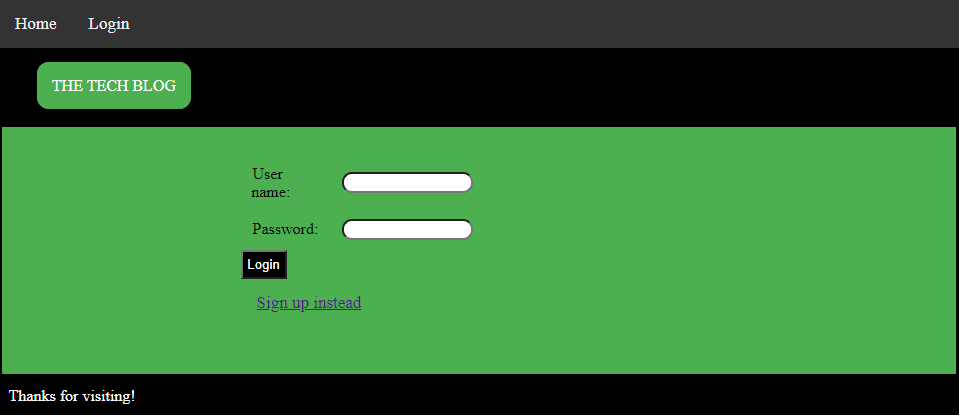 Home Login
THE TECH BLOG
User
name:
Password:
Login
Sign up instead
Thanks for visiting!